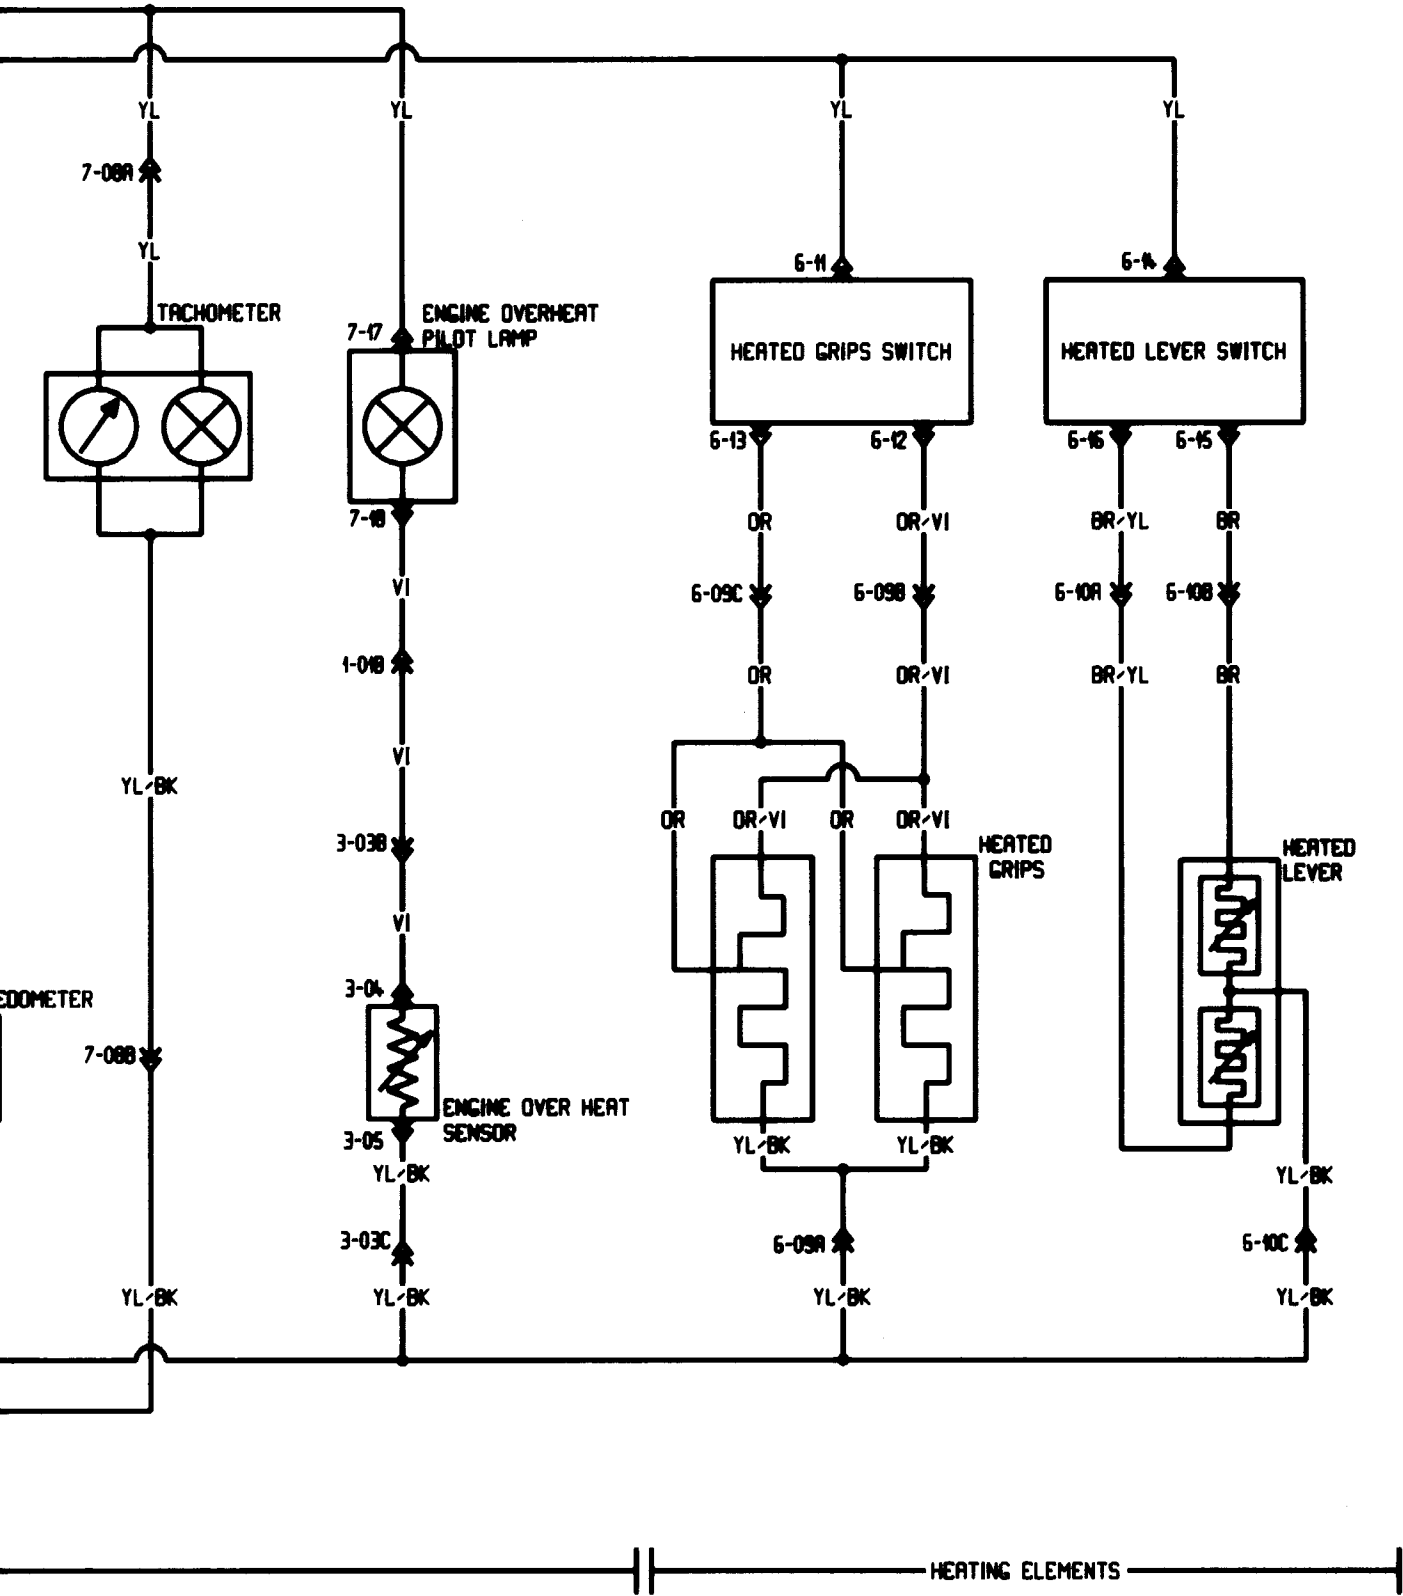 YL
YL
YL
YL
7-08A
YL
6-11
6-14
TACHOMETER
ENGINE OVERHEAT
PILOT LAMP
7-17
HEATED GRIPS SWITCH
HEATED LEVER SWITCH
6-13
6-12
6-16
6-15
7-18
OR
OR/VI
BR/YL
BR
VI
6-09C
6-09B
6-10A
6-10B
1-01B
OR
OR/VI
BR/YL
BR
VI
YL/BK
OR
OR/VI
OR
OR/VI
3-03B
HEATED
GRIPS
HEATED
LEVER
VI
3-04
EDOMETER
7-08B
ENGINE OVER HEAT
SENSOR
3-05
YL/BK
YL/BK
YL/BK
YL/BK
3-03C
6-09A
6-10C
YL/BK
YL/BK
YL/BK
YL/BK
HEATING ELEMENTS